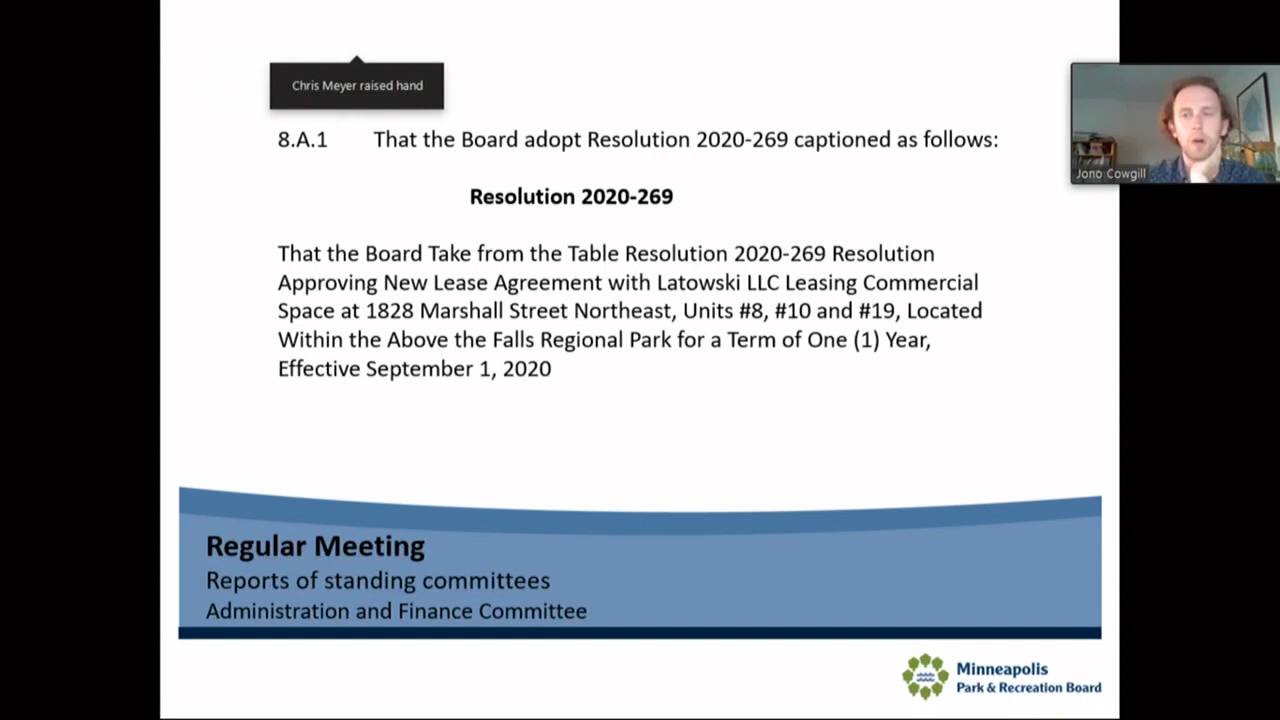 Chris Meyer raised hand
8.A.1 That the Board adopt Resolution 2020-269 captioned as follows:
Jono Cowgill
Resolution 2020-269
That the Board Take from the Table Resolution 2020-269 Resolution
Approving New Lease Agreement with Latowski LLC Leasing Commercial
Space at 1828 Marshall Street Northeast, Units #8, #10 and #19, Located
Within the Above the Falls Regional Park for a Term of One (1) Year,
Effective September 1, 2020
Regular Meeting
Reports of standing committees
Administration and Finance Committee
Minneapolis
Park & Recreation Board